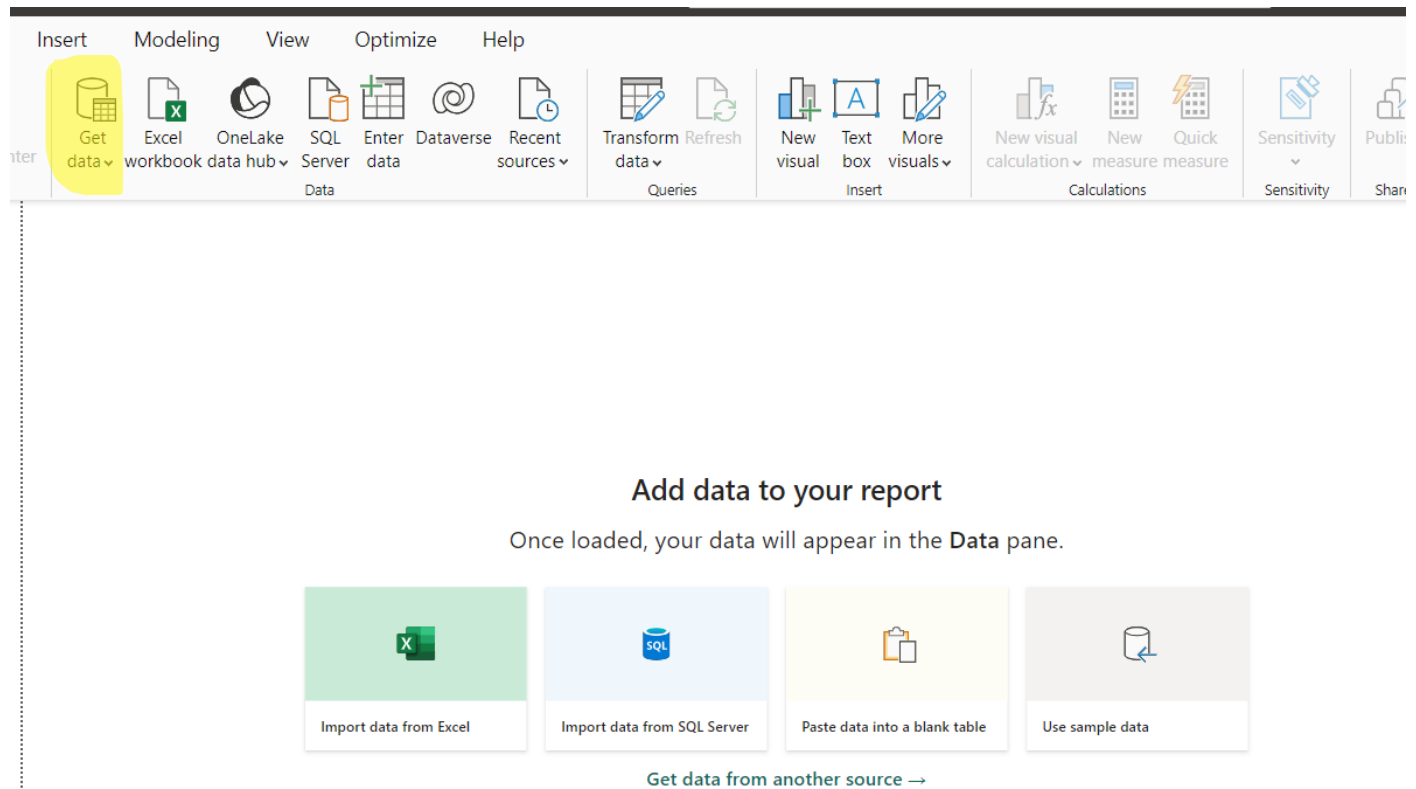 Insert Modeling View Optimize Help
Get data
Excel workbook
OneLake data hub
SQL Server
Enter data
Dataverse
Recent sources
Transform data
Refresh
New visual
Text box
More visuals
New visual calculation
New measure
Quick measure
Sensitivity
Data
Queries
Insert
Calculations
Sensitivity
Add data to your report
Once loaded, your data will appear in the Data pane.
Import data from Excel
Import data from SQL Server
Paste data into a blank table
Use sample data
SQL
Get data from another source →